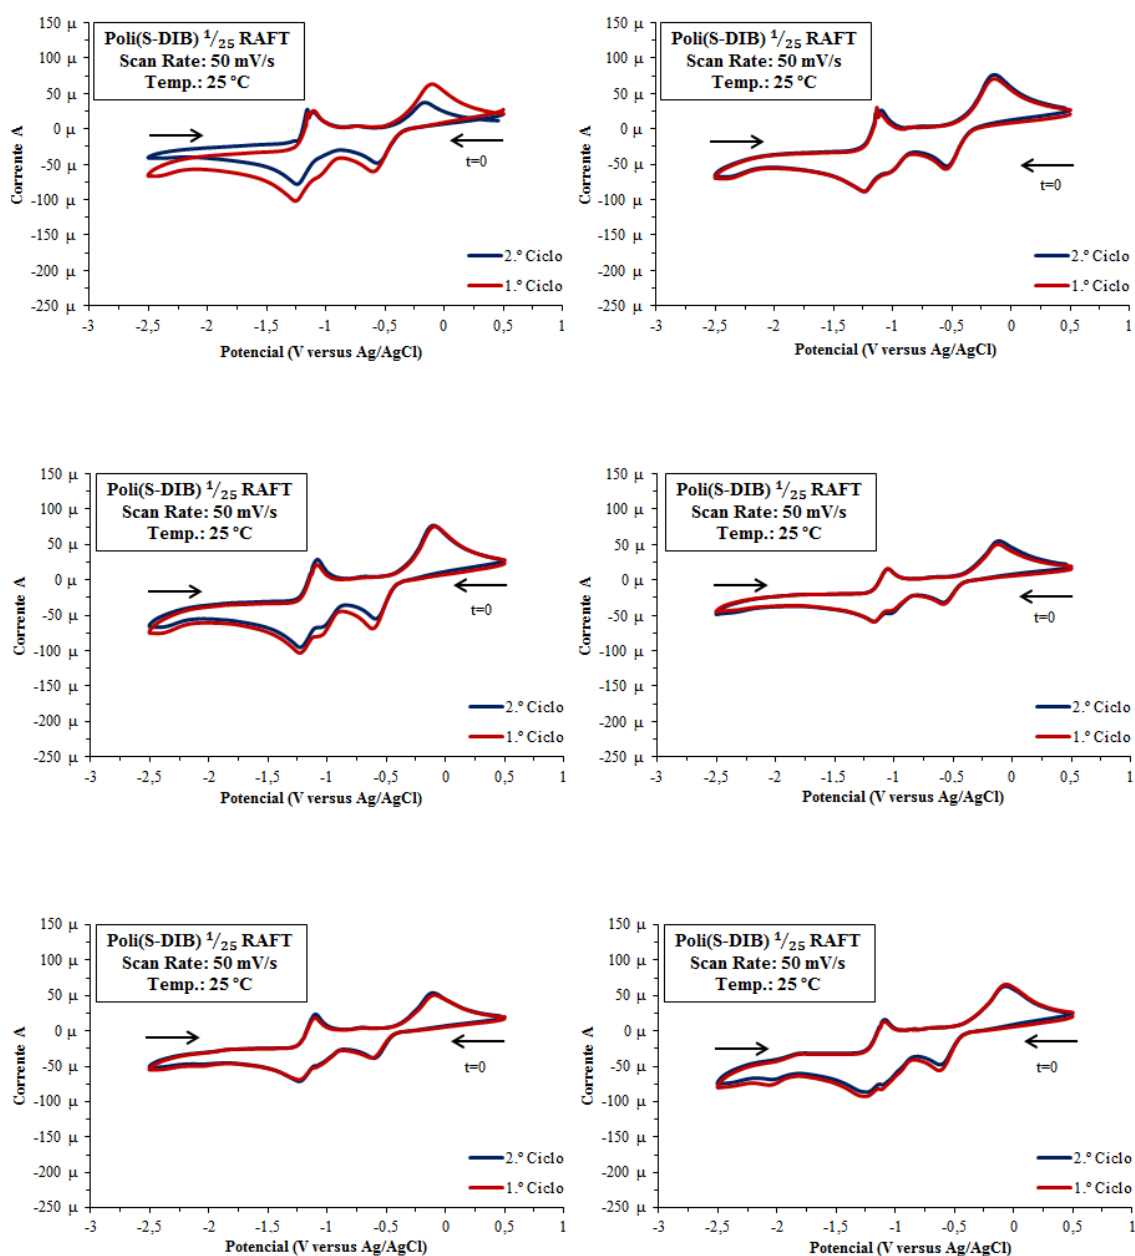 150 µ
100 µ
50 µ
0 µ
-50 µ
-100 µ
-150 µ
-200 µ
-250 µ
Corrente A
Poli(S-DIB) ¹/₂₅ RAFT
Scan Rate: 50 mV/s
Temp.: 25 ºC
t=0
2.º Ciclo
1.º Ciclo
-3 -2,5 -2 -1,5 -1 -0,5 0 0,5 1
Potencial (V versus Ag/AgCl)
150 µ
100 µ
50 µ
0 µ
-50 µ
-100 µ
-150 µ
-200 µ
-250 µ
Corrente A
Poli(S-DIB) ¹/₂₅ RAFT
Scan Rate: 50 mV/s
Temp.: 25 ºC
t=0
2.º Ciclo
1.º Ciclo
-3 -2,5 -2 -1,5 -1 -0,5 0 0,5 1
Potencial (V versus Ag/AgCl)
150 µ
100 µ
50 µ
0 µ
-50 µ
-100 µ
-150 µ
-200 µ
-250 µ
Corrente A
Poli(S-DIB) ¹/₂₅ RAFT
Scan Rate: 50 mV/s
Temp.: 25 ºC
t=0
2.º Ciclo
1.º Ciclo
-3 -2,5 -2 -1,5 -1 -0,5 0 0,5 1
Potencial (V versus Ag/AgCl)
150 µ
100 µ
50 µ
0 µ
-50 µ
-100 µ
-150 µ
-200 µ
-250 µ
Corrente A
Poli(S-DIB) ¹/₂₅ RAFT
Scan Rate: 50 mV/s
Temp.: 25 ºC
t=0
2.º Ciclo
1.º Ciclo
-3 -2,5 -2 -1,5 -1 -0,5 0 0,5 1
Potencial (V versus Ag/AgCl)
150 µ
100 µ
50 µ
0 µ
-50 µ
-100 µ
-150 µ
-200 µ
-250 µ
Corrente A
Poli(S-DIB) ¹/₂₅ RAFT
Scan Rate: 50 mV/s
Temp.: 25 ºC
t=0
2.º Ciclo
1.º Ciclo
-3 -2,5 -2 -1,5 -1 -0,5 0 0,5 1
Potencial (V versus Ag/AgCl)
150 µ
100 µ
50 µ
0 µ
-50 µ
-100 µ
-150 µ
-200 µ
-250 µ
Corrente A
Poli(S-DIB) ¹/₂₅ RAFT
Scan Rate: 50 mV/s
Temp.: 25 ºC
t=0
2.º Ciclo
1.º Ciclo
-3 -2,5 -2 -1,5 -1 -0,5 0 0,5 1
Potencial (V versus Ag/AgCl)